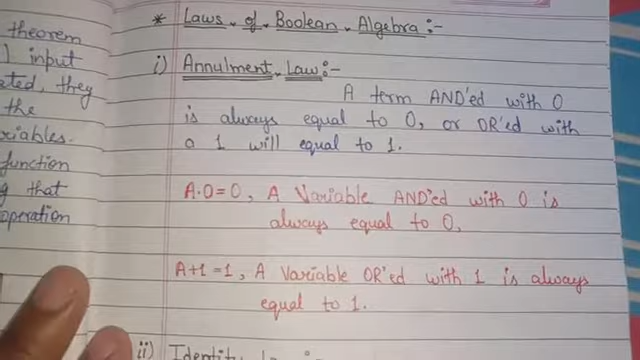 theorem
) input
ated, they
the
riables.
function
g that
operation
* Laws of Boolean Algebra:-
i) Annulment Law:-
A term AND'ed with 0
is always equal to 0, or OR'ed with
a 1 will equal to 1.
A.0=0, A Variable AND'ed with 0 is
always equal to 0.
A+1=1, A Variable OR'ed with 1 is always
equal to 1.
ii) Identity